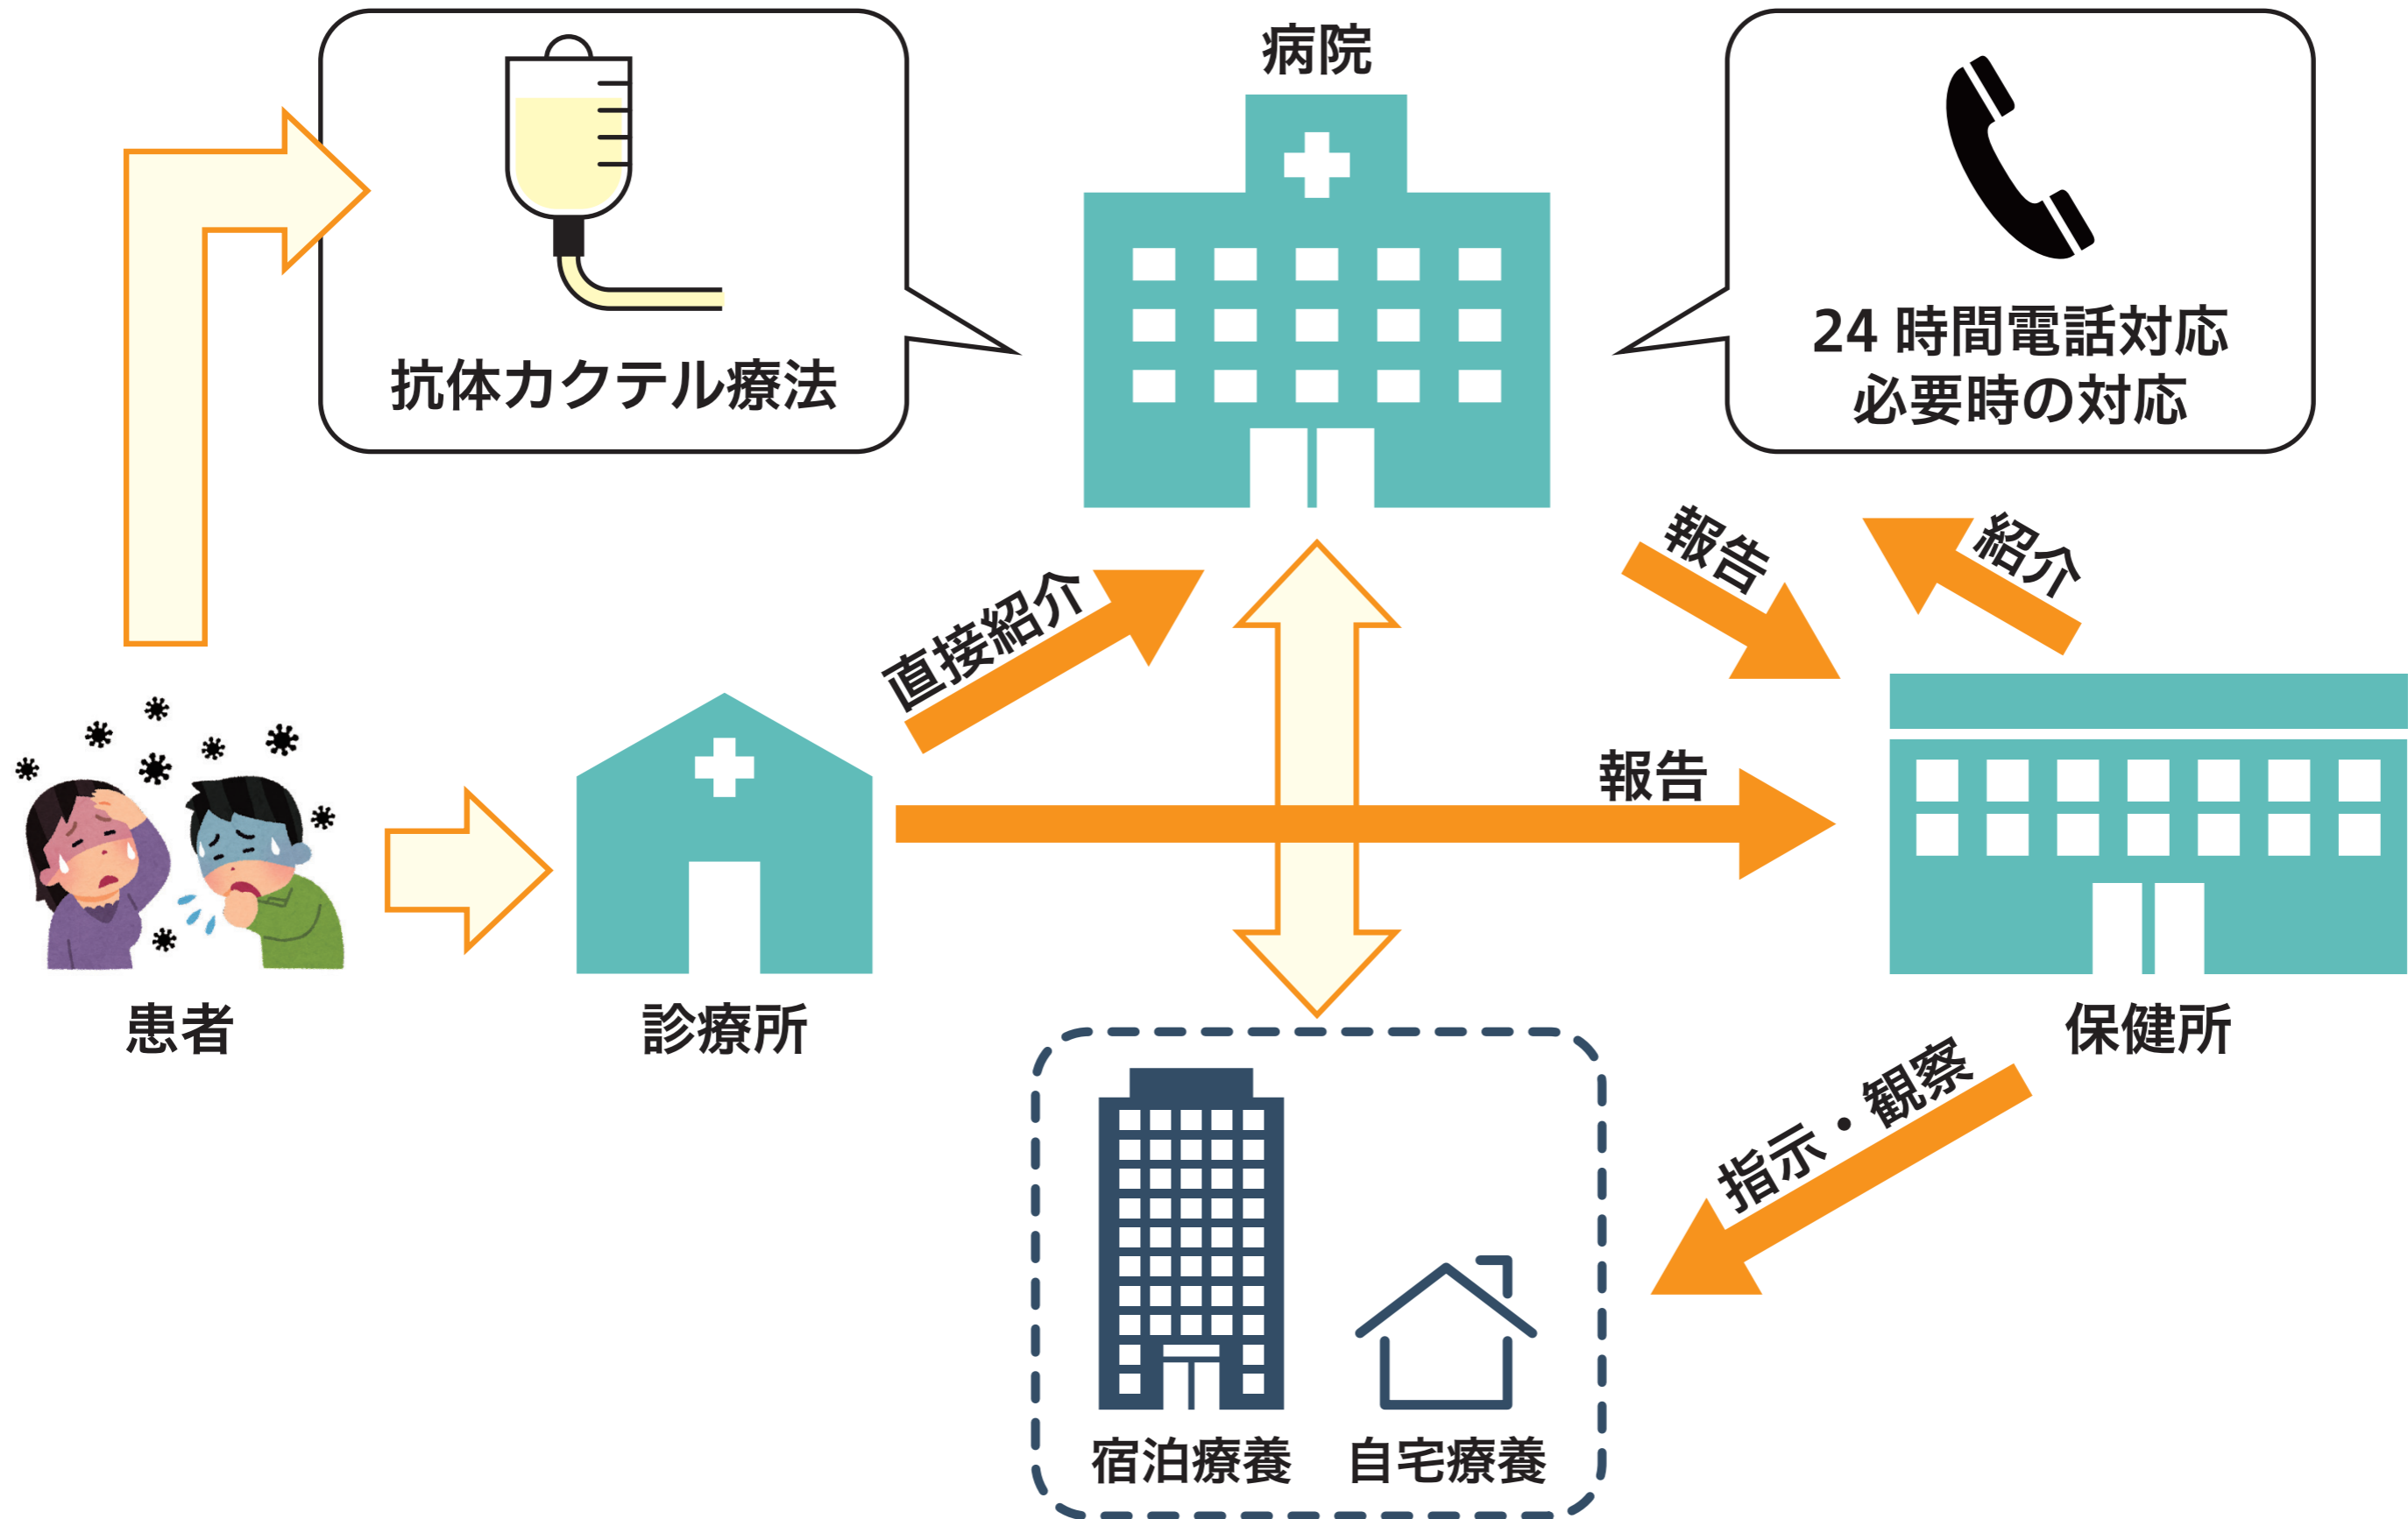 病院
抗体カクテル療法
24 時間電話対応
必要時の対応
直接紹介
報告
紹介
報告
患者
診療所
保健所
指示・観察
宿泊療養
自宅療養